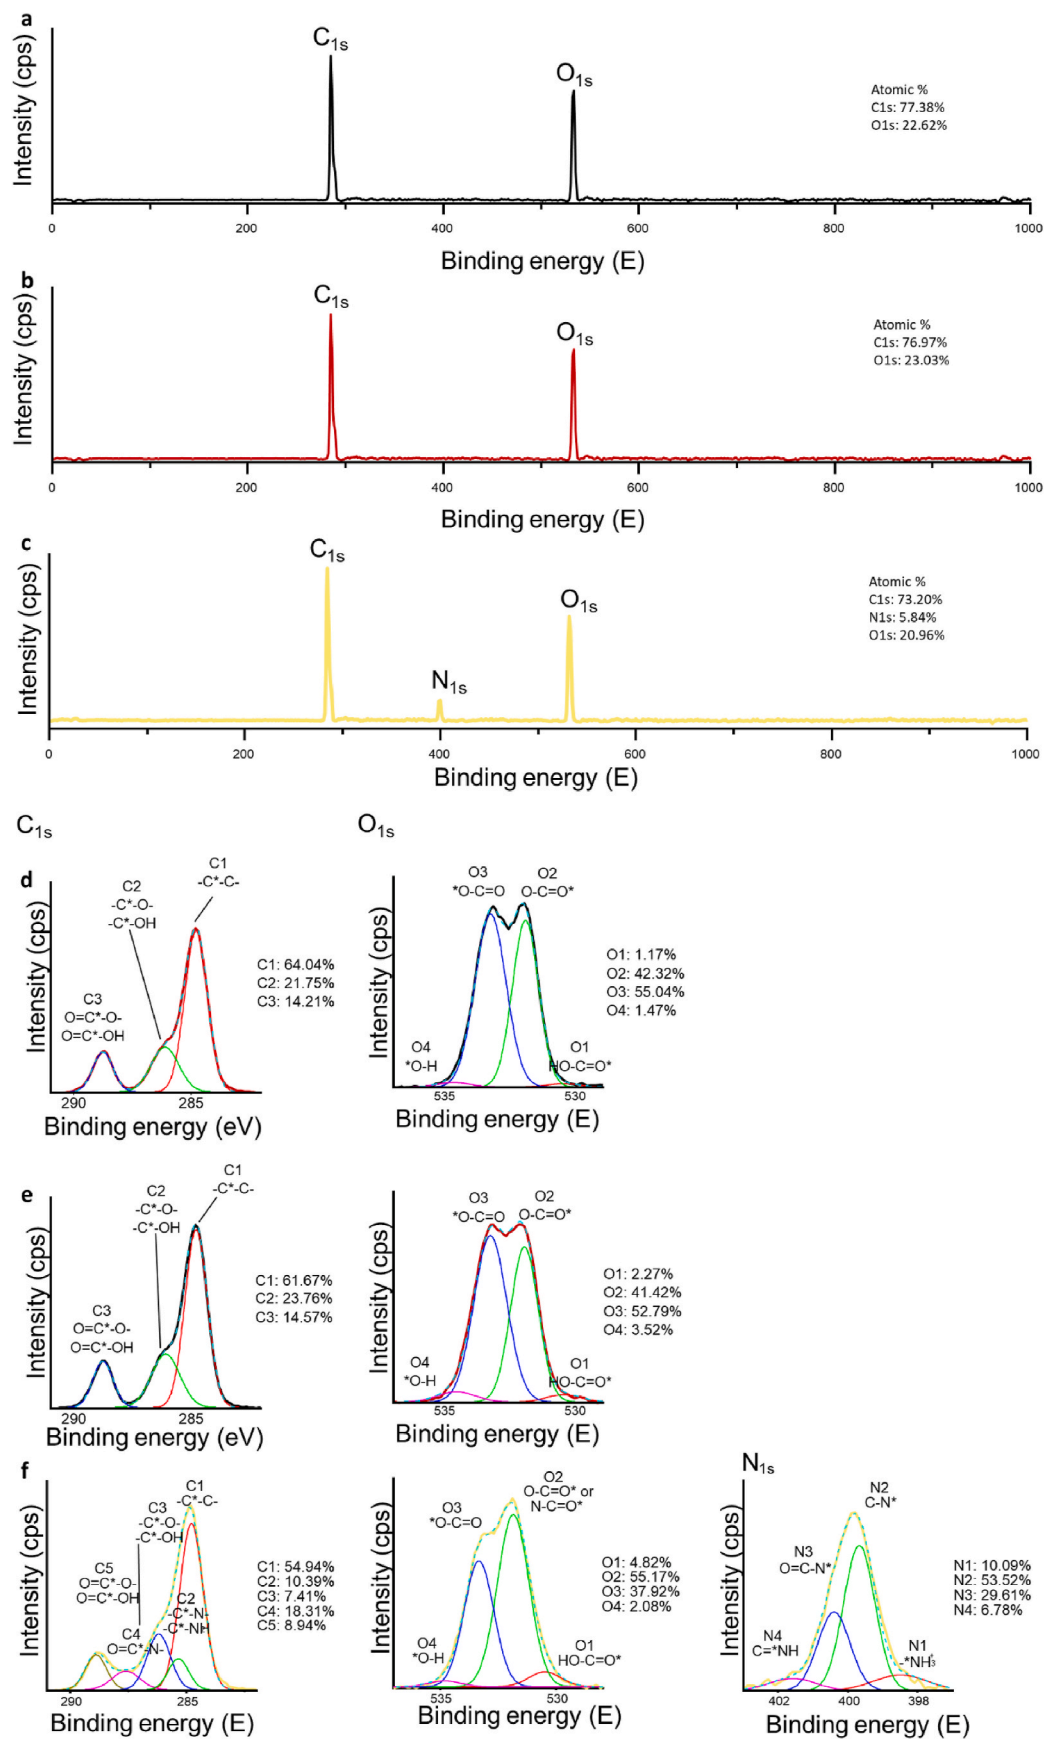 a
C1s
O1s
Atomic %
C1s: 77.38%
O1s: 22.62%
Intensity (cps)
0 200 400 600 800 1000
Binding energy (E)
b
C1s
O1s
Atomic %
C1s: 76.97%
O1s: 23.03%
Intensity (cps)
0 200 400 600 800 1000
Binding energy (E)
c
C1s
O1s
N1s
Atomic %
C1s: 73.20%
N1s: 5.84%
O1s: 20.96%
Intensity (cps)
0 200 400 600 800 1000
Binding energy (E)
C1s
O1s
d
C1
-C*-C-
C2
-C*-O-
-C*-OH
C3
O=C*-O-
O=C*-OH
C1: 64.04%
C2: 21.75%
C3: 14.21%
Intensity (cps)
290 285
Binding energy (eV)
O3
*O-C=O
O2
O-C=O*
O4
*O-H
O1
HO-C=O*
O1: 1.17%
O2: 42.32%
O3: 55.04%
O4: 1.47%
Intensity (cps)
535 530
Binding energy (E)
e
C1
-C*-C-
C2
-C*-O-
-C*-OH
C3
O=C*-O-
O=C*-OH
C1: 61.67%
C2: 23.76%
C3: 14.57%
Intensity (cps)
290 285
Binding energy (eV)
O3
*O-C=O
O2
O-C=O*
O4
*O-H
O1
HO-C=O*
O1: 2.27%
O2: 41.42%
O3: 52.79%
O4: 3.52%
Intensity (cps)
535 530
Binding energy (E)
f
C1
-C*-C-
C3
-C*-O-
-C*-OH
C5
O=C*-O-
O=C*-OH
C2
-C*-N-
-C*-NH
C4
O=C*-N-
C1: 54.94%
C2: 10.39%
C3: 7.41%
C4: 18.31%
C5: 8.94%
Intensity (cps)
290 285
Binding energy (E)
O2
O-C=O* or
N-C=O*
O3
*O-C=O
O4
*O-H
O1
HO-C=O*
O1: 4.82%
O2: 55.17%
O3: 37.92%
O4: 2.08%
Intensity (cps)
535 530
Binding energy (E)
N1s
N2
C-N*
N3
O=C-N*
N4
C=*NH
N1
-*NH3
N1: 10.09%
N2: 53.52%
N3: 29.61%
N4: 6.78%
Intensity (cps)
402 400 398
Binding energy (E)